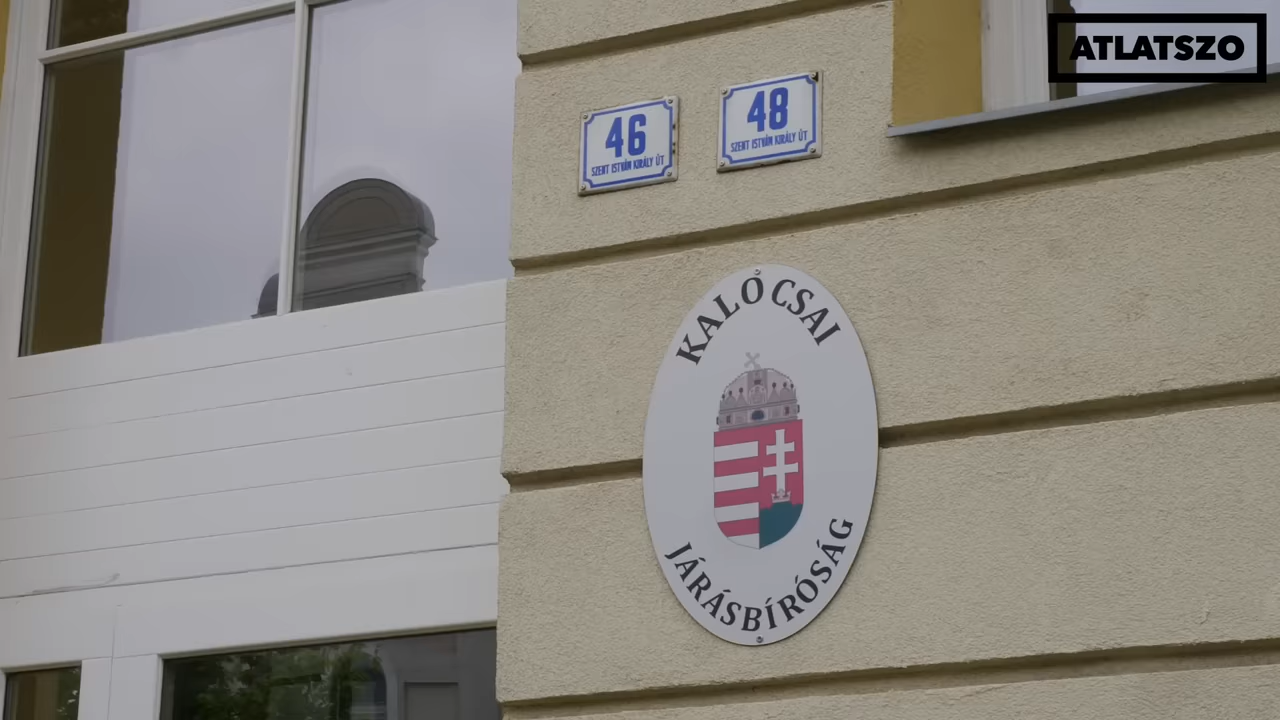 ATLATSZO
46
SZENT ISTVÁN KIRÁLY ÚT
48
SZENT ISTVÁN KIRÁLY ÚT
KALOCSAI
JÁRÁSBÍRÓSÁG